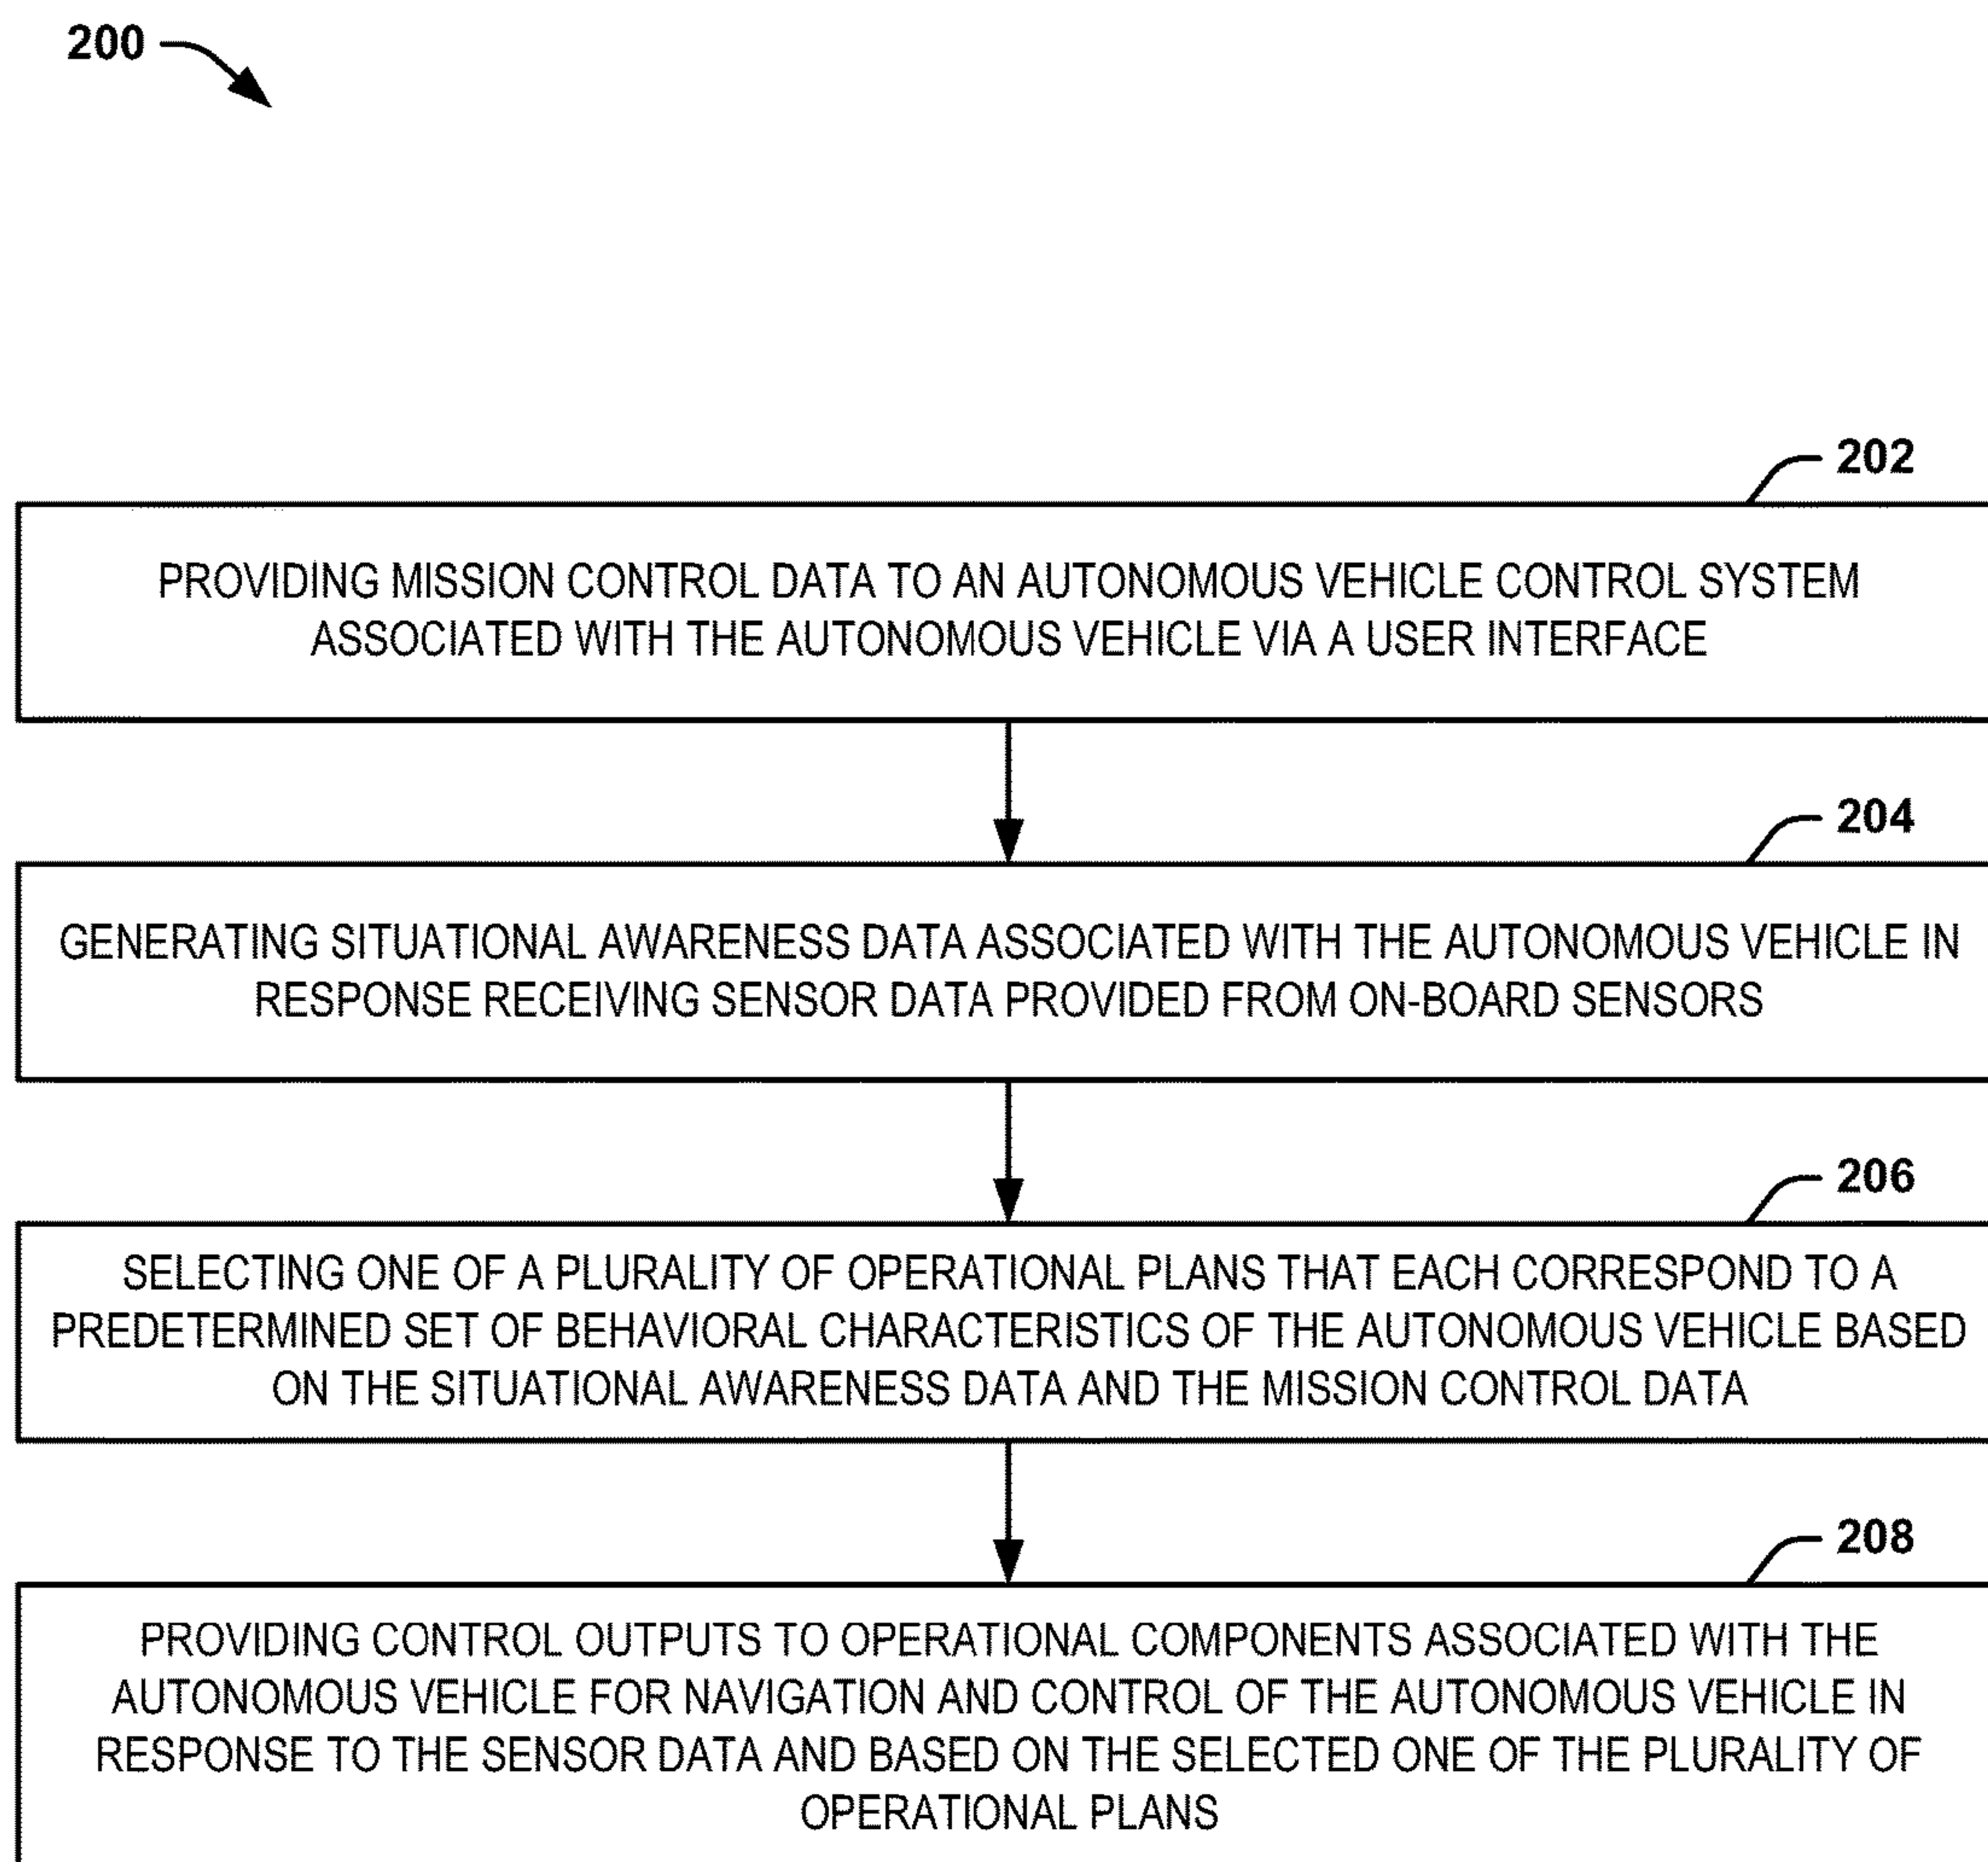 200
202
PROVIDING MISSION CONTROL DATA TO AN AUTONOMOUS VEHICLE CONTROL SYSTEM
ASSOCIATED WITH THE AUTONOMOUS VEHICLE VIA A USER INTERFACE
204
GENERATING SITUATIONAL AWARENESS DATA ASSOCIATED WITH THE AUTONOMOUS VEHICLE IN
RESPONSE RECEIVING SENSOR DATA PROVIDED FROM ON-BOARD SENSORS
206
SELECTING ONE OF A PLURALITY OF OPERATIONAL PLANS THAT EACH CORRESPOND TO A
PREDETERMINED SET OF BEHAVIORAL CHARACTERISTICS OF THE AUTONOMOUS VEHICLE BASED
ON THE SITUATIONAL AWARENESS DATA AND THE MISSION CONTROL DATA
208
PROVIDING CONTROL OUTPUTS TO OPERATIONAL COMPONENTS ASSOCIATED WITH THE
AUTONOMOUS VEHICLE FOR NAVIGATION AND CONTROL OF THE AUTONOMOUS VEHICLE IN
RESPONSE TO THE SENSOR DATA AND BASED ON THE SELECTED ONE OF THE PLURALITY OF
OPERATIONAL PLANS